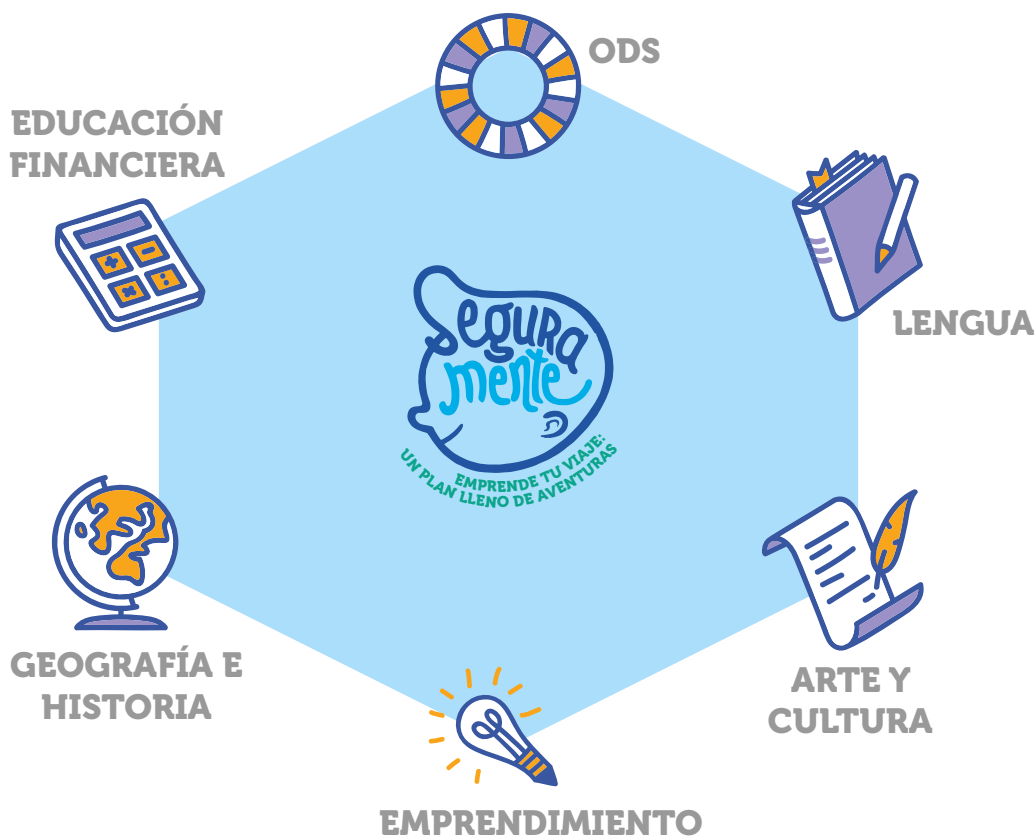 ODS
EDUCACIÓN
FINANCIERA
LENGUA
Segura
mente
EMPRENDE TU VIAJE:
UN PLAN LLENO DE AVENTURAS
GEOGRAFÍA E
HISTORIA
ARTE Y
CULTURA
EMPRENDIMIENTO